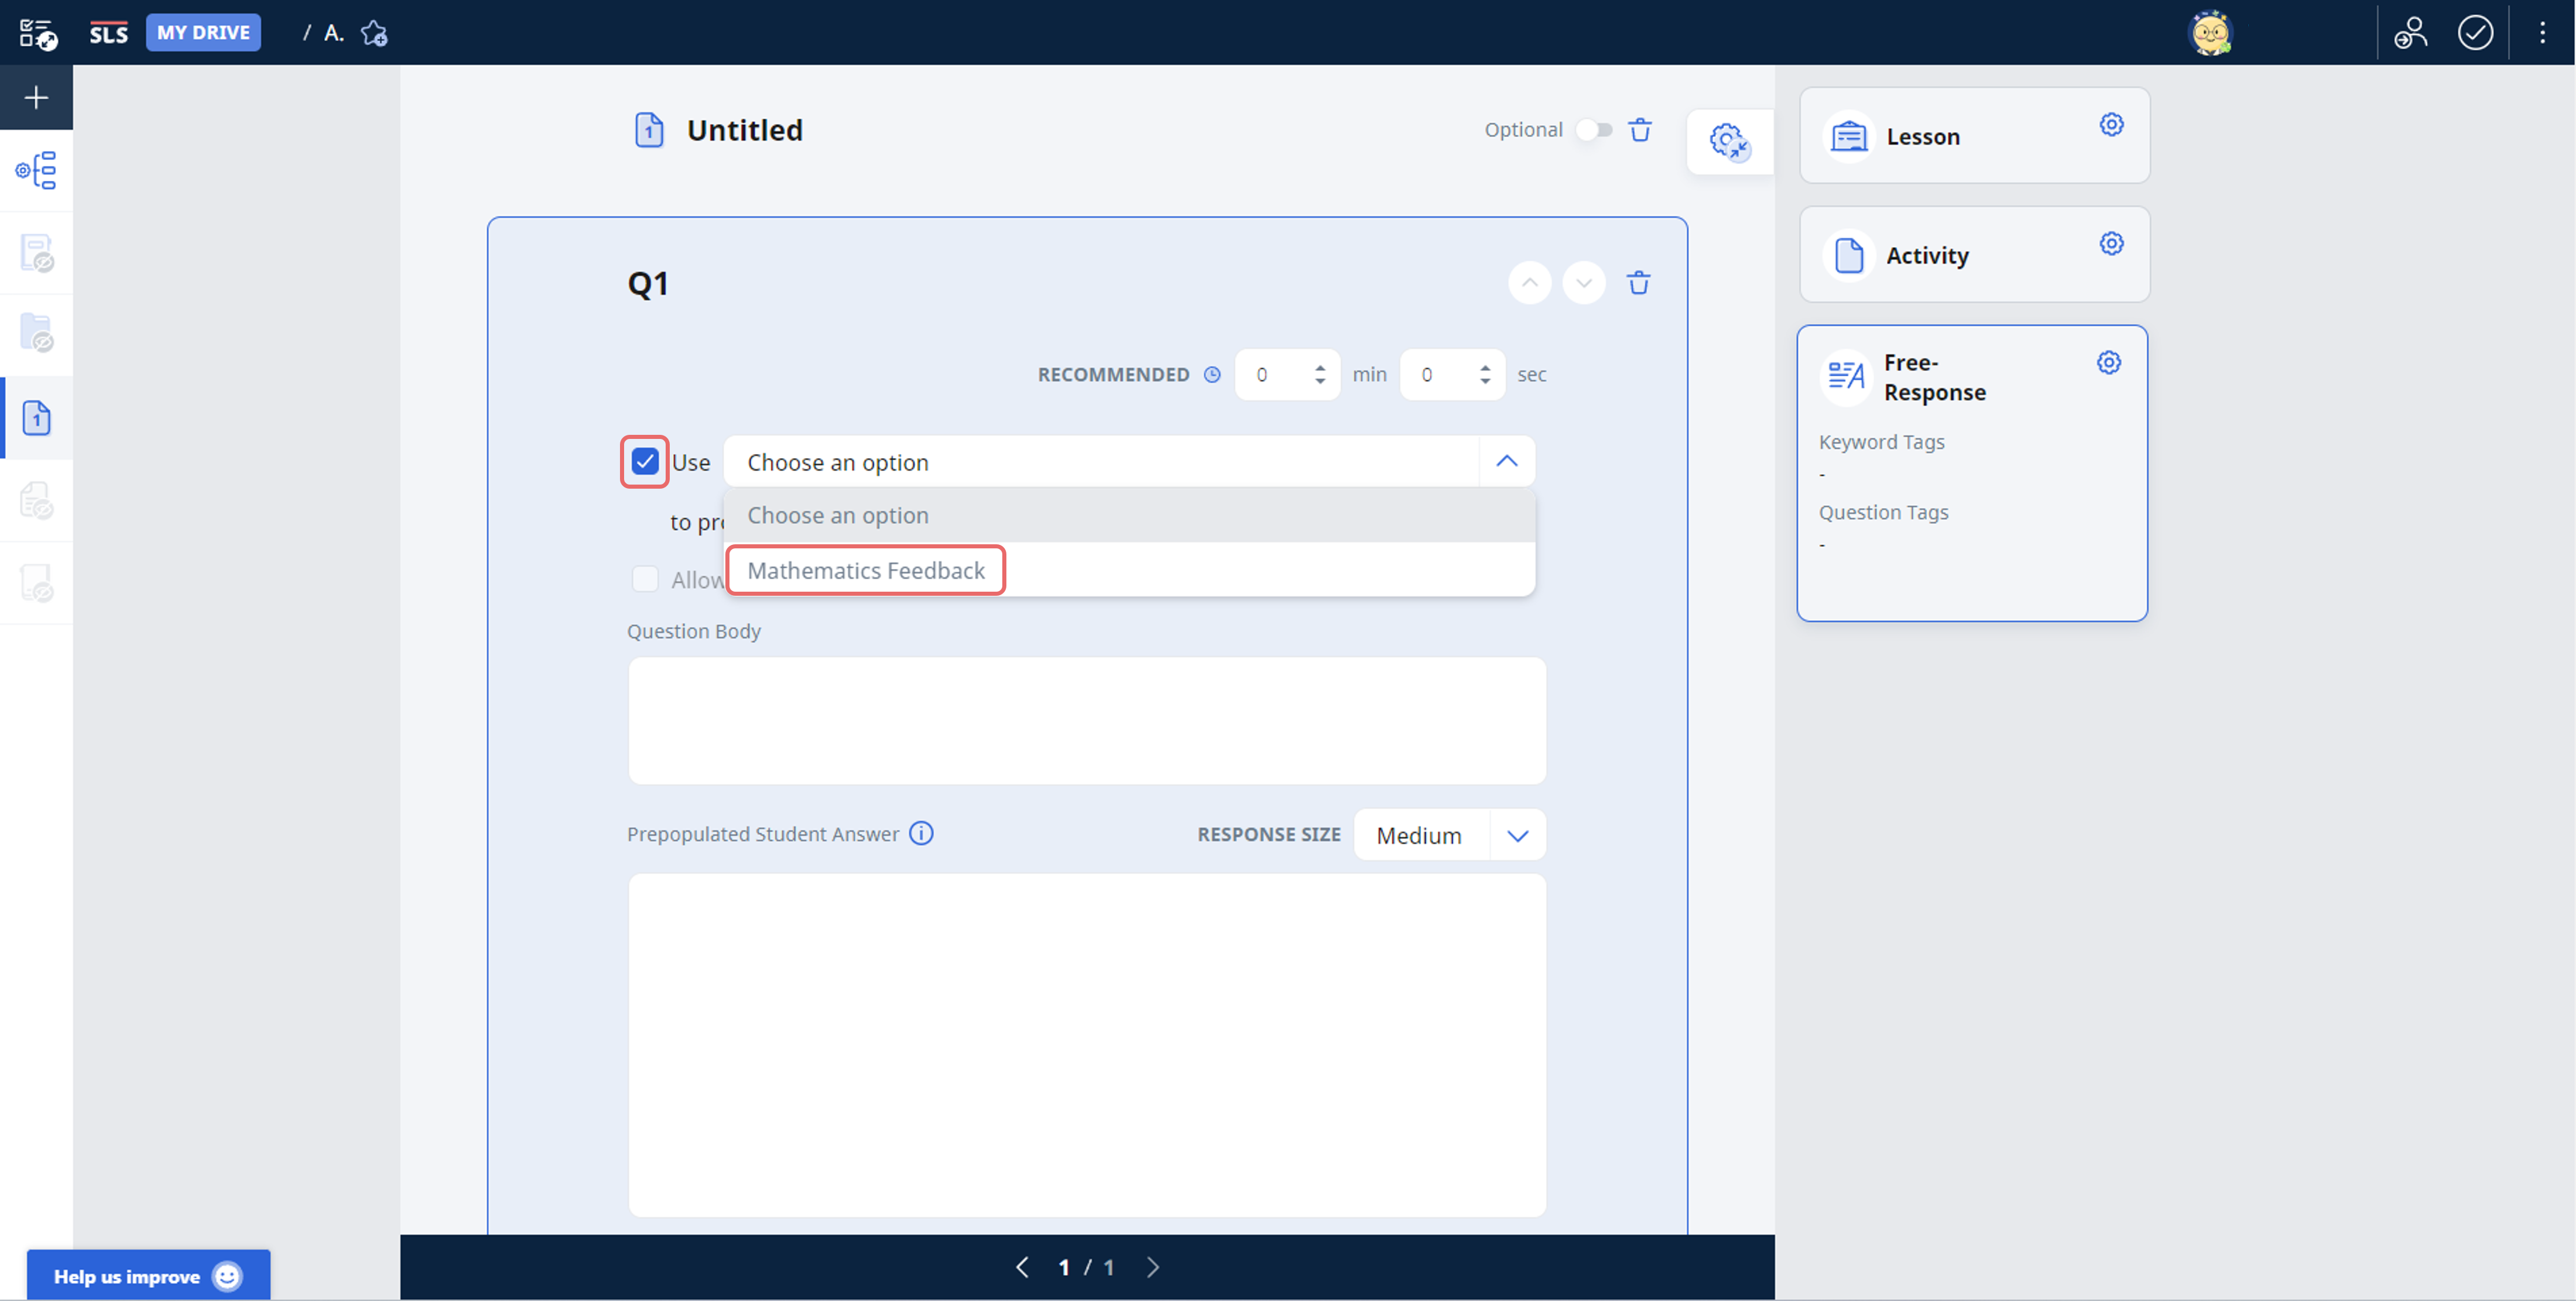 SLS MY DRIVE / A.
1 Untitled
Optional
Lesson
Activity
Q1
RECOMMENDED 0 min 0 sec
Free-
Response
Keyword Tags
-
Question Tags
-
Use Choose an option
Choose an option
to pr
Mathematics Feedback
Allow
1
Question Body
Prepopulated Student Answer i RESPONSE SIZE Medium
Help us improve
1 / 1